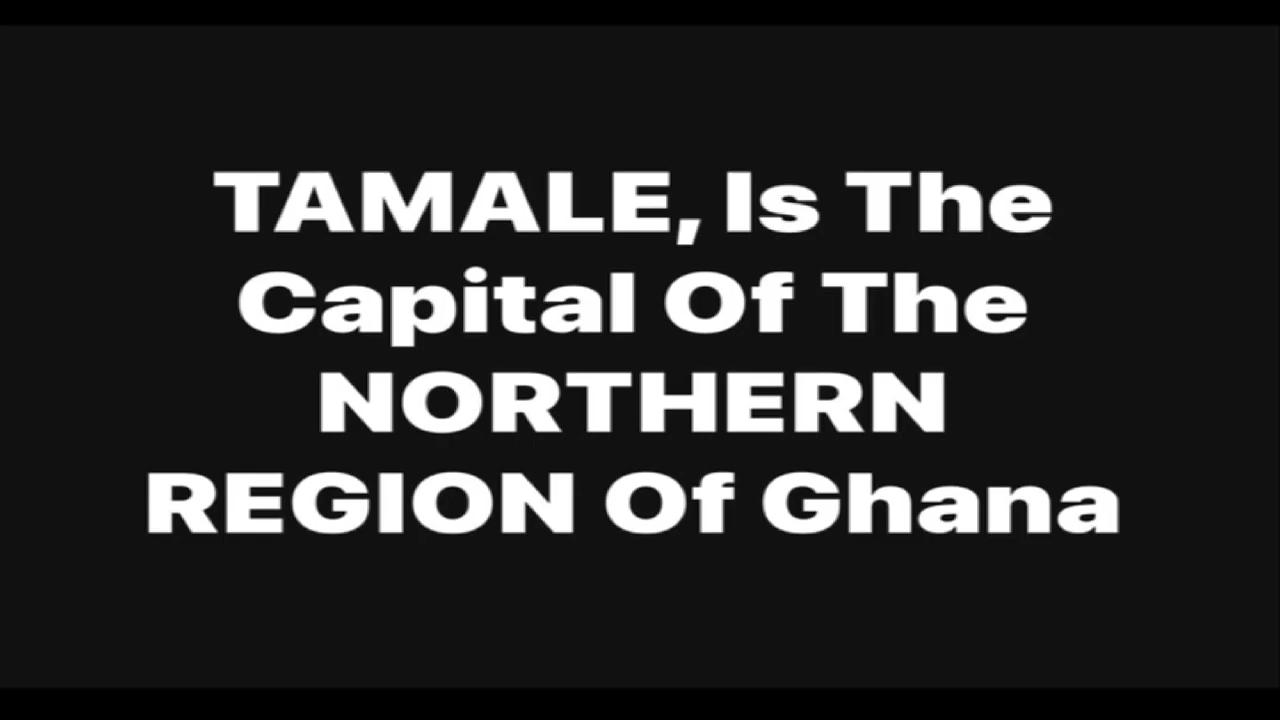 TAMALE, Is The
Capital Of The
NORTHERN
REGION Of Ghana